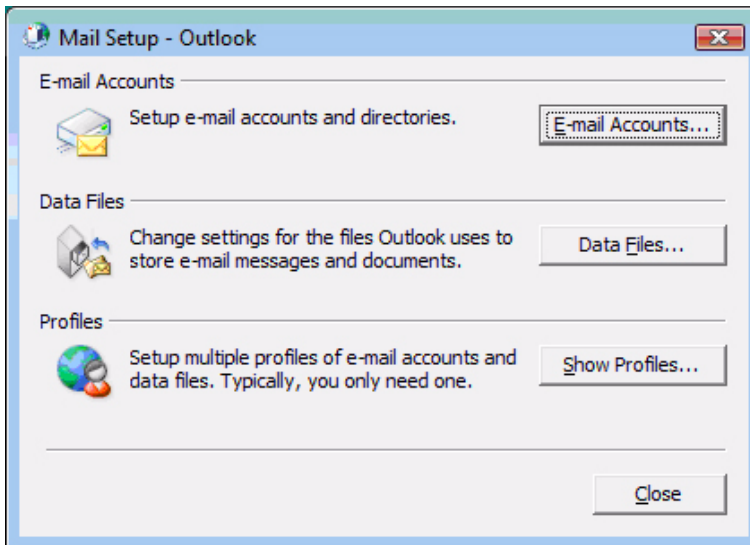 Mail Setup - Outlook
E-mail Accounts
Setup e-mail accounts and directories.
E-mail Accounts...
Data Files
Change settings for the files Outlook uses to
store e-mail messages and documents.
Data Files...
Profiles
Setup multiple profiles of e-mail accounts and
data files. Typically, you only need one.
Show Profiles...
Close